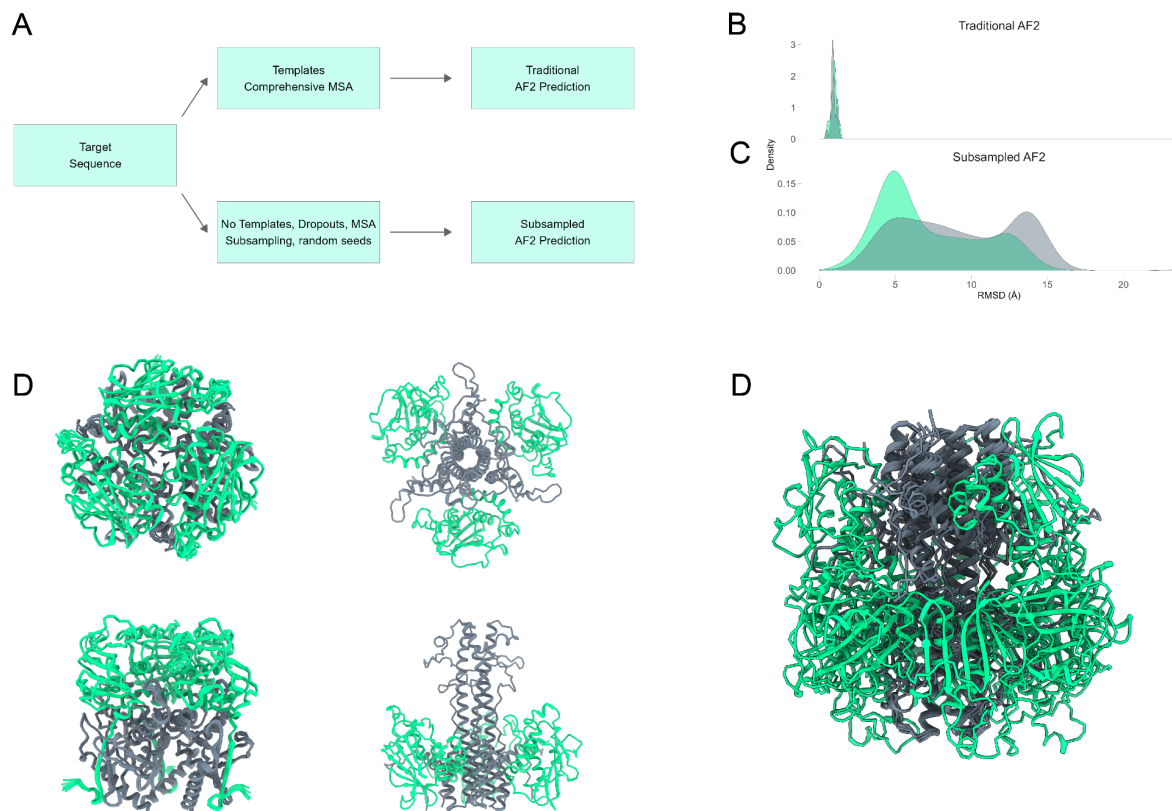 A
Target
Sequence
Templates
Comprehensive MSA
Traditional
AF2 Prediction
No Templates, Dropouts, MSA
Subsampling, random seeds
Subsampled
AF2 Prediction
B
Traditional AF2
3
2
1
0
C
Density
Subsampled AF2
0.15
0.10
0.05
0.00
0
5
10
15
20
RMSD (Å)
D
D